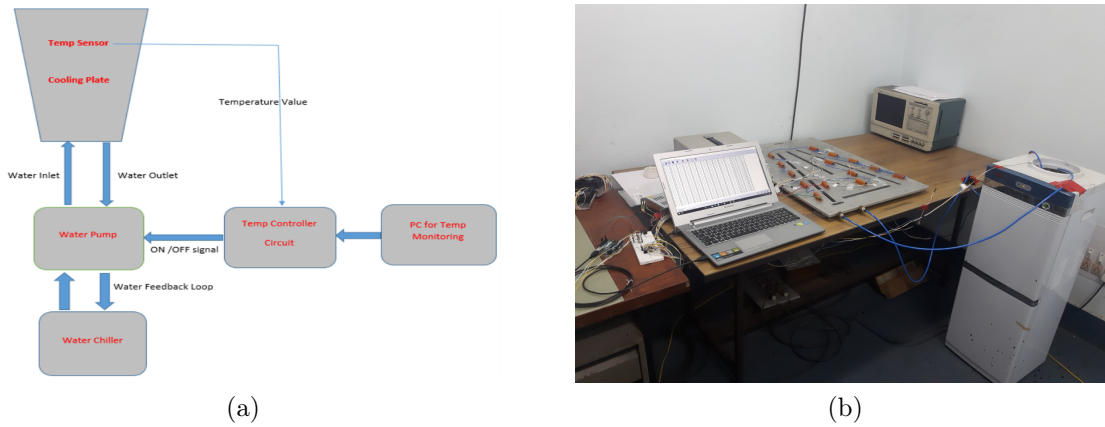 Temp Sensor
Cooling Plate
Temperature Value
Water Inlet
Water Outlet
Water Pump
ON /OFF signal
Temp Controller
Circuit
PC for Temp
Monitoring
Water Feedback Loop
Water Chiller
(a)
(b)